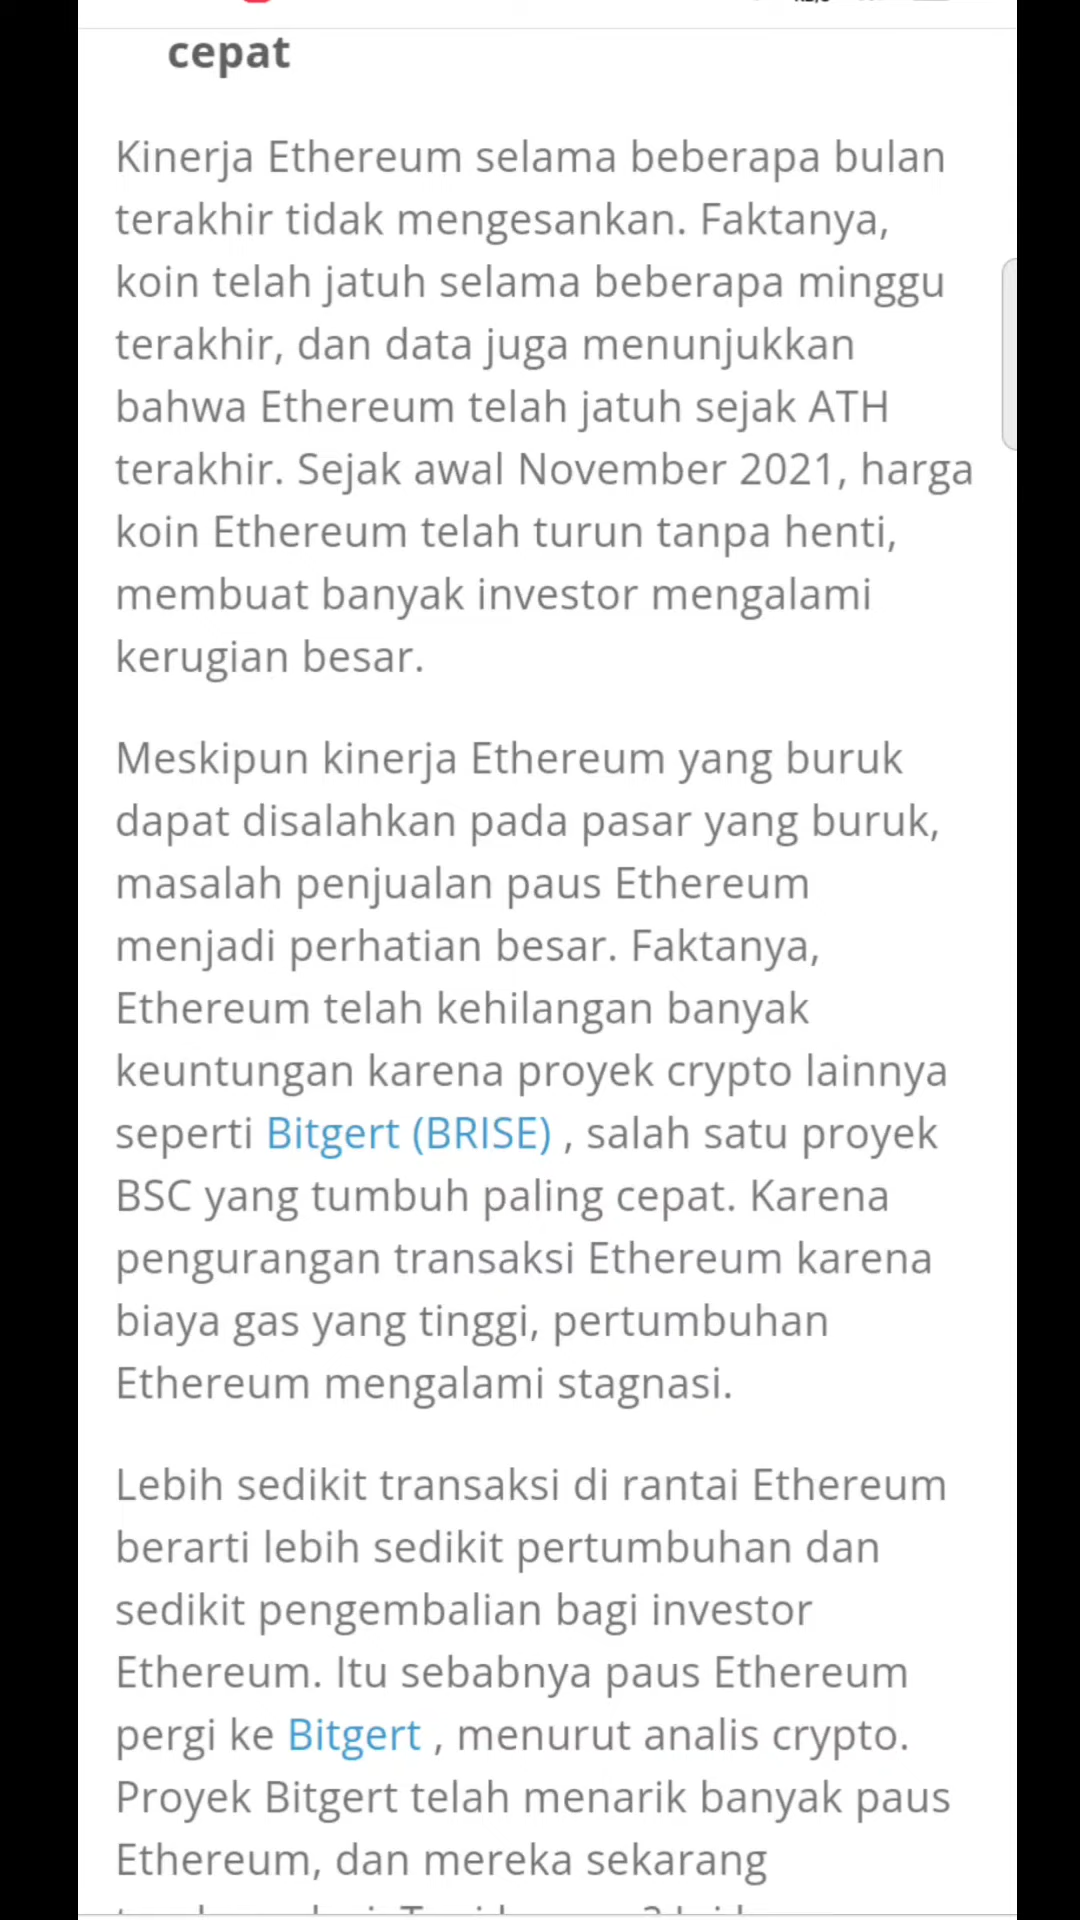 cepat
Kinerja Ethereum selama beberapa bulan
terakhir tidak mengesankan. Faktanya,
koin telah jatuh selama beberapa minggu
terakhir, dan data juga menunjukkan
bahwa Ethereum telah jatuh sejak ATH
terakhir. Sejak awal November 2021, harga
koin Ethereum telah turun tanpa henti,
membuat banyak investor mengalami
kerugian besar.
Meskipun kinerja Ethereum yang buruk
dapat disalahkan pada pasar yang buruk,
masalah penjualan paus Ethereum
menjadi perhatian besar. Faktanya,
Ethereum telah kehilangan banyak
keuntungan karena proyek crypto lainnya
seperti Bitgert (BRISE) , salah satu proyek
BSC yang tumbuh paling cepat. Karena
pengurangan transaksi Ethereum karena
biaya gas yang tinggi, pertumbuhan
Ethereum mengalami stagnasi.
Lebih sedikit transaksi di rantai Ethereum
berarti lebih sedikit pertumbuhan dan
sedikit pengembalian bagi investor
Ethereum. Itu sebabnya paus Ethereum
pergi ke Bitgert , menurut analis crypto.
Proyek Bitgert telah menarik banyak paus
Ethereum, dan mereka sekarang